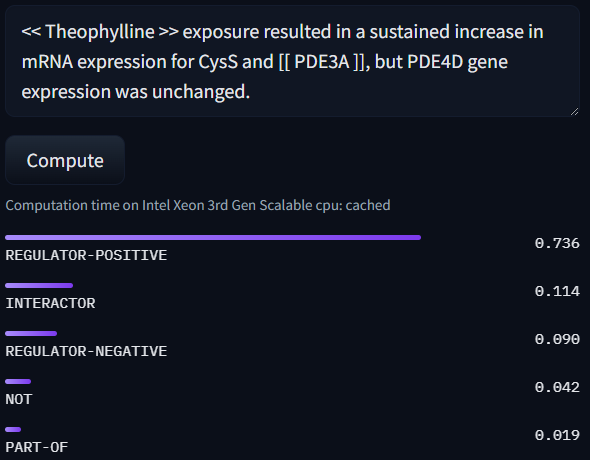 << Theophylline >> exposure resulted in a sustained increase in
mRNA expression for CysS and [[ PDE3A ]], but PDE4D gene
expression was unchanged.
Compute
Computation time on Intel Xeon 3rd Gen Scalable cpu: cached
REGULATOR-POSITIVE 0.736
INTERACTOR 0.114
REGULATOR-NEGATIVE 0.090
NOT 0.042
PART-OF 0.019